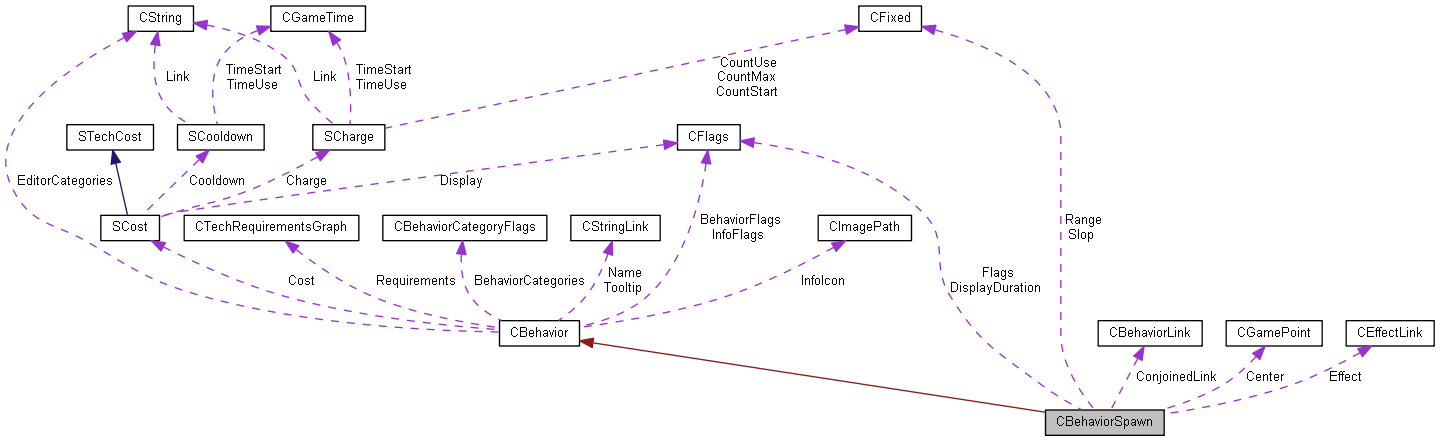 CString
CGameTime
CFixed
Link
TimeStart
TimeUse
Link
TimeStart
TimeUse
CountUse
CountMax
CountStart
STechCost
SCooldown
SCharge
CFlags
EditorCategories
Cooldown
Charge
Display
SCost
CTechRequirementsGraph
CBehaviorCategoryFlags
CStringLink
BehaviorFlags
InfoFlags
CImagePath
Range
Slop
Cost
Requirements
BehaviorCategories
Name
Tooltip
InfoIcon
Flags
DisplayDuration
CBehavior
CBehaviorLink
CGamePoint
CEffectLink
ConjoinedLink
Center
Effect
CBehaviorSpawn